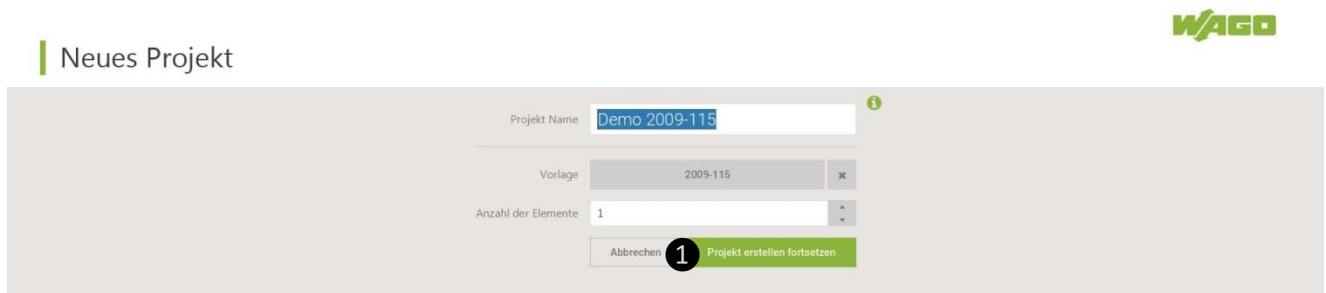 WAGO
Neues Projekt
Projekt Name Demo 2009-115
Vorlage 2009-115
Anzahl der Elemente 1
Abbrechen 1 Projekt erstellen fortsetzen